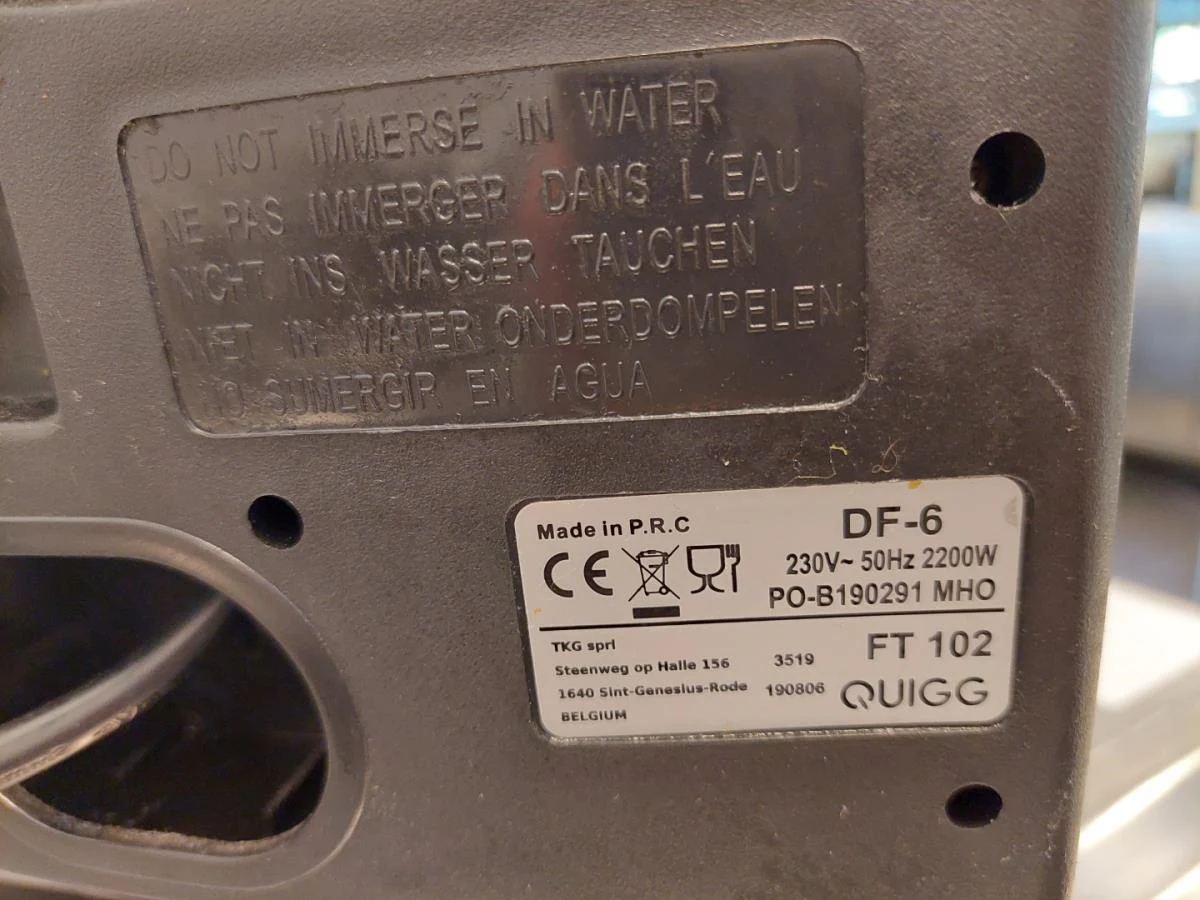 DO NOT IMMERSE IN WATER
NE PAS IMMERGER DANS L'EAU
NICHT INS WASSER TAUCHEN
NIET IN WATER ONDERDOMPELEN
NO SUMERGIR EN AGUA
Made in P.R.C
DF-6
CE
230V~ 50Hz 2200W
PO-B190291 MHO
TKG sprl
Steenweg op Halle 156
1640 Sint-Genesius-Rode
BELGIUM
3519
190806
FT 102
QUIGG